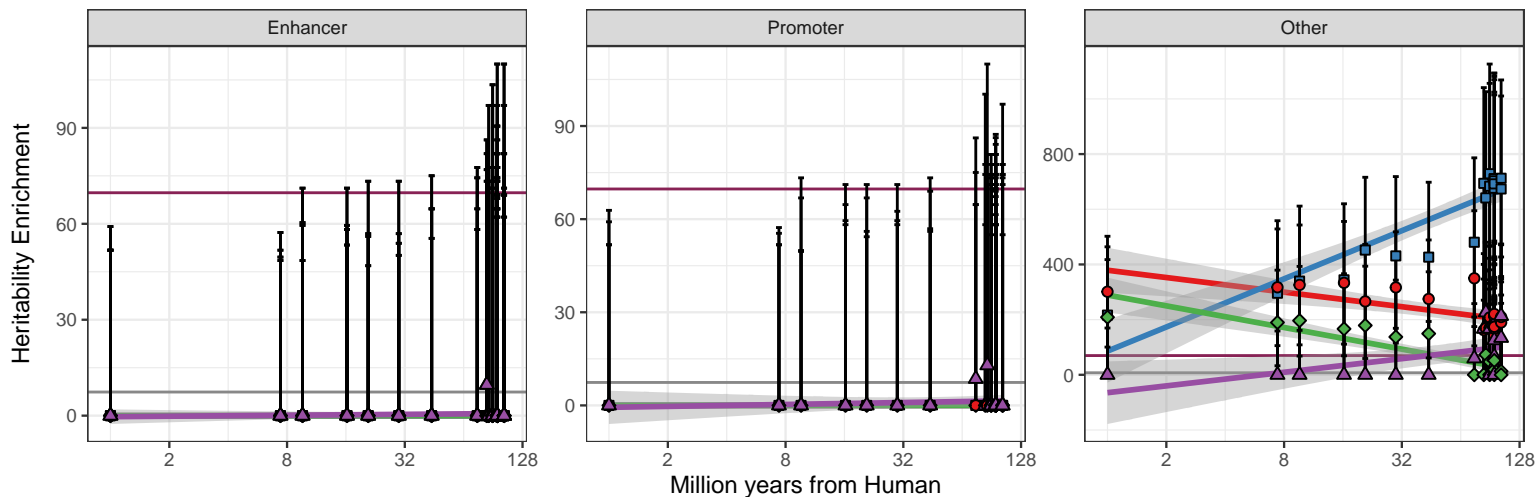 Enhancer Promoter Other
Heritability Enrichment
90
60
30
0
2 8 32 128
90
60
30
0
2 8 32 128
800
400
0
2 8 32 128
Million years from Human